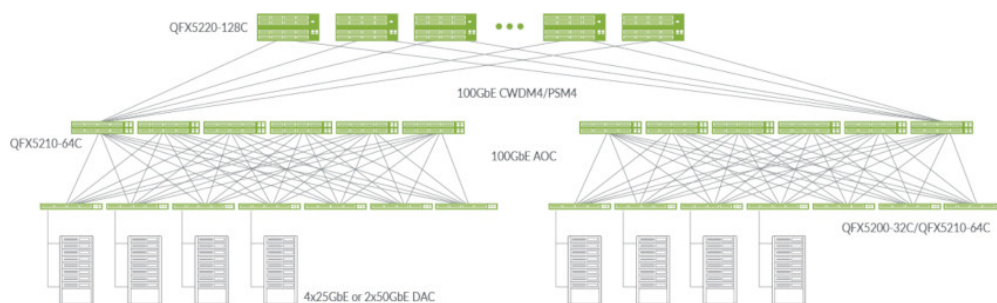 QFX5220-128C
100GbE CWDM4/PSM4
QFX5210-64C
100GbE AOC
QFX5200-32C/QFX5210-64C
4x25GbE or 2x50GbE DAC